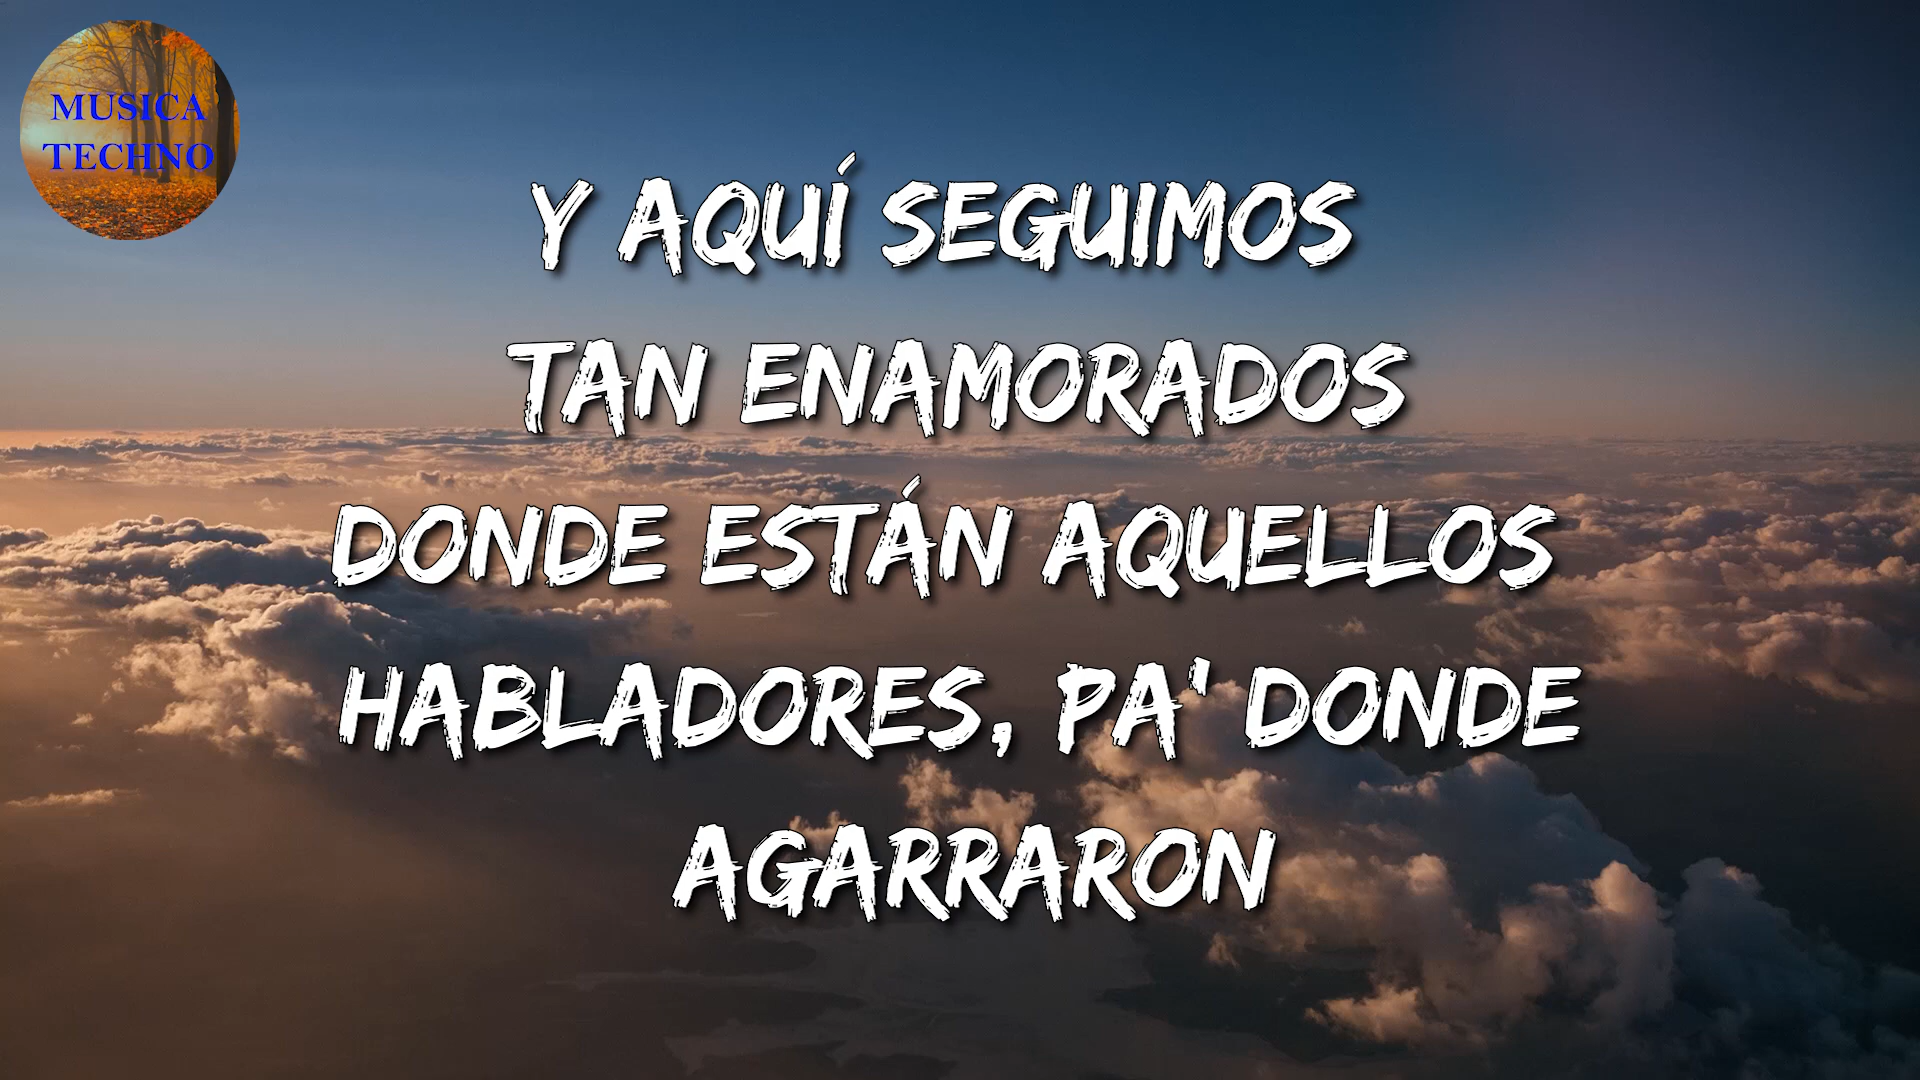 MUSICA
TECHNO
Y AQUÍ SEGUIMOS
TAN ENAMORADOS
DONDE ESTÁN AQUELLOS
HABLADORES, PA' DONDE
AGARRARON